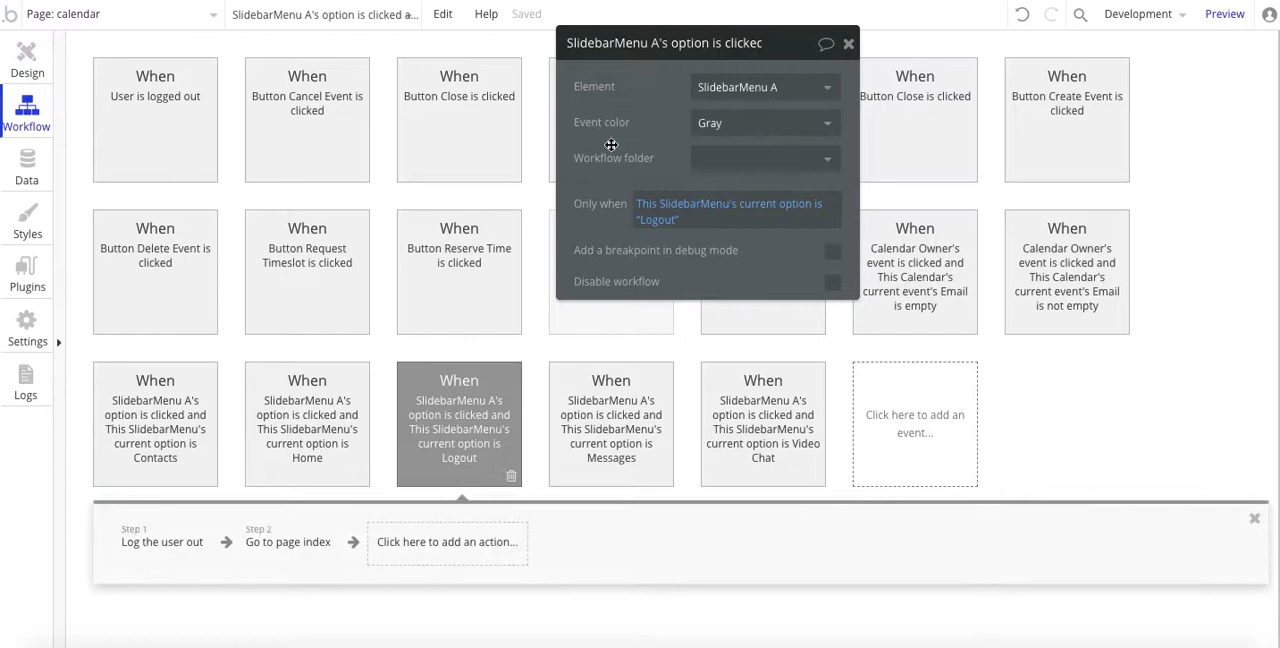 Page: calendar
SlidebarMenu A's option is clicked a...
Edit
Help
Saved
Development
Preview
Design
Workflow
Data
Styles
Plugins
Settings
Logs
SlidebarMenu A's option is clicked
Element
SlidebarMenu A
Event color
Gray
Workflow folder
Only when
This SlidebarMenu's current option is
"Logout"
Add a breakpoint in debug mode
Disable workflow
When
User is logged out
When
Button Cancel Event is
clicked
When
Button Close is clicked
When
Button Close is clicked
When
Button Create Event is
clicked
When
Button Delete Event is
clicked
When
Button Request
Timeslot is clicked
When
Button Reserve Time
is clicked
Calendar Owner's
event is clicked and
This Calendar's
current event's Email
is empty
When
Calendar Owner's
event is clicked and
This Calendar's
current event's Email
is not empty
When
SlidebarMenu A's
option is clicked and
This SlidebarMenu's
current option is
Contacts
When
SlidebarMenu A's
option is clicked and
This SlidebarMenu's
current option is
Home
When
SlidebarMenu A's
option is clicked and
This SlidebarMenu's
current option is
Logout
When
SlidebarMenu A's
option is clicked and
This SlidebarMenu's
current option is
Messages
When
SlidebarMenu A's
option is clicked and
This SlidebarMenu's
current option is Video
Chat
Click here to add an
event...
Step 1
Log the user out
Step 2
Go to page index
Click here to add an action...